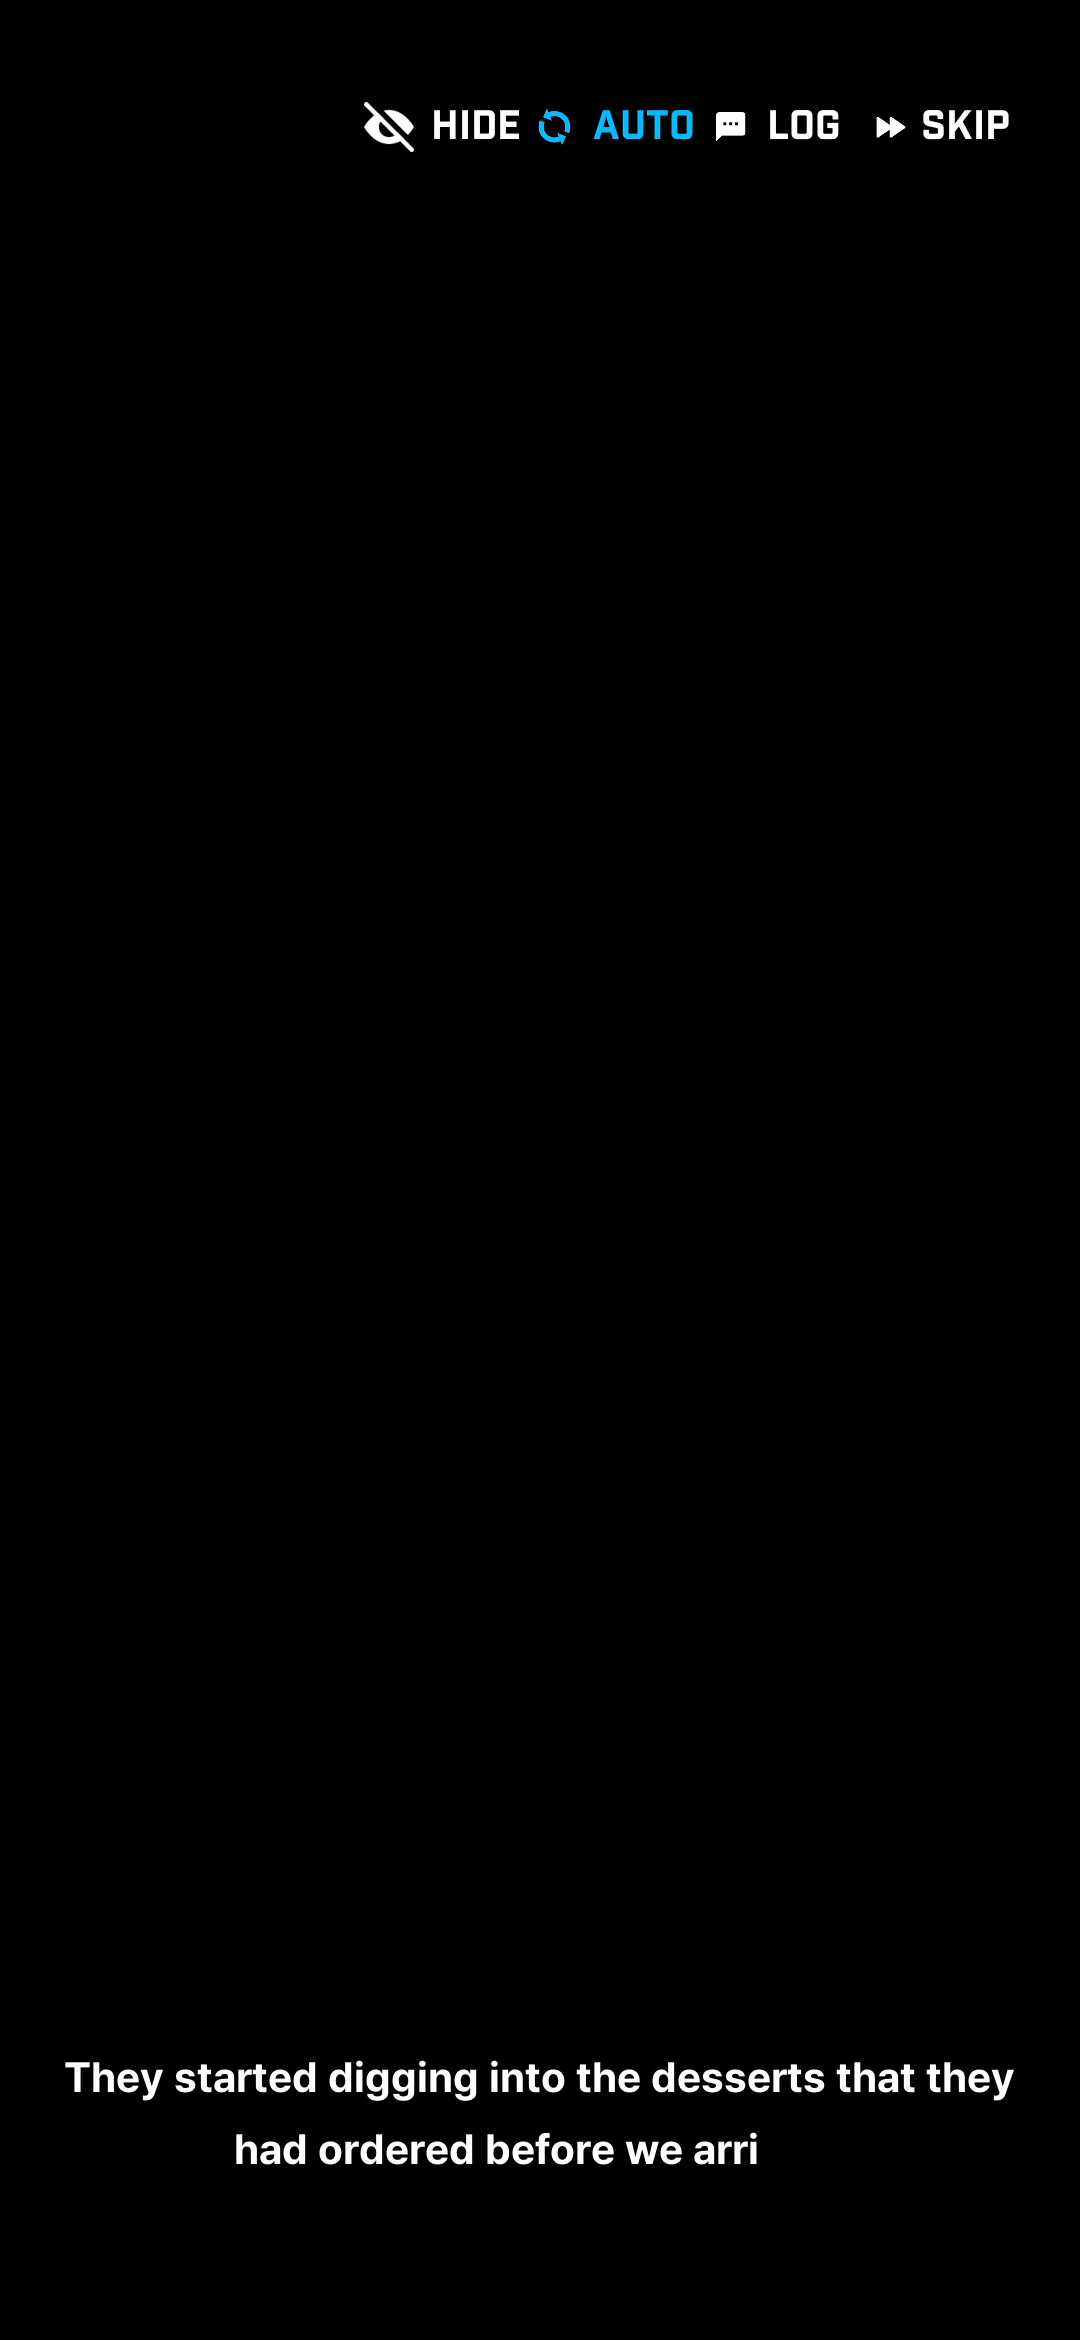 HIDE AUTO LOG SKIP
They started digging into the desserts that they
had ordered before we arri